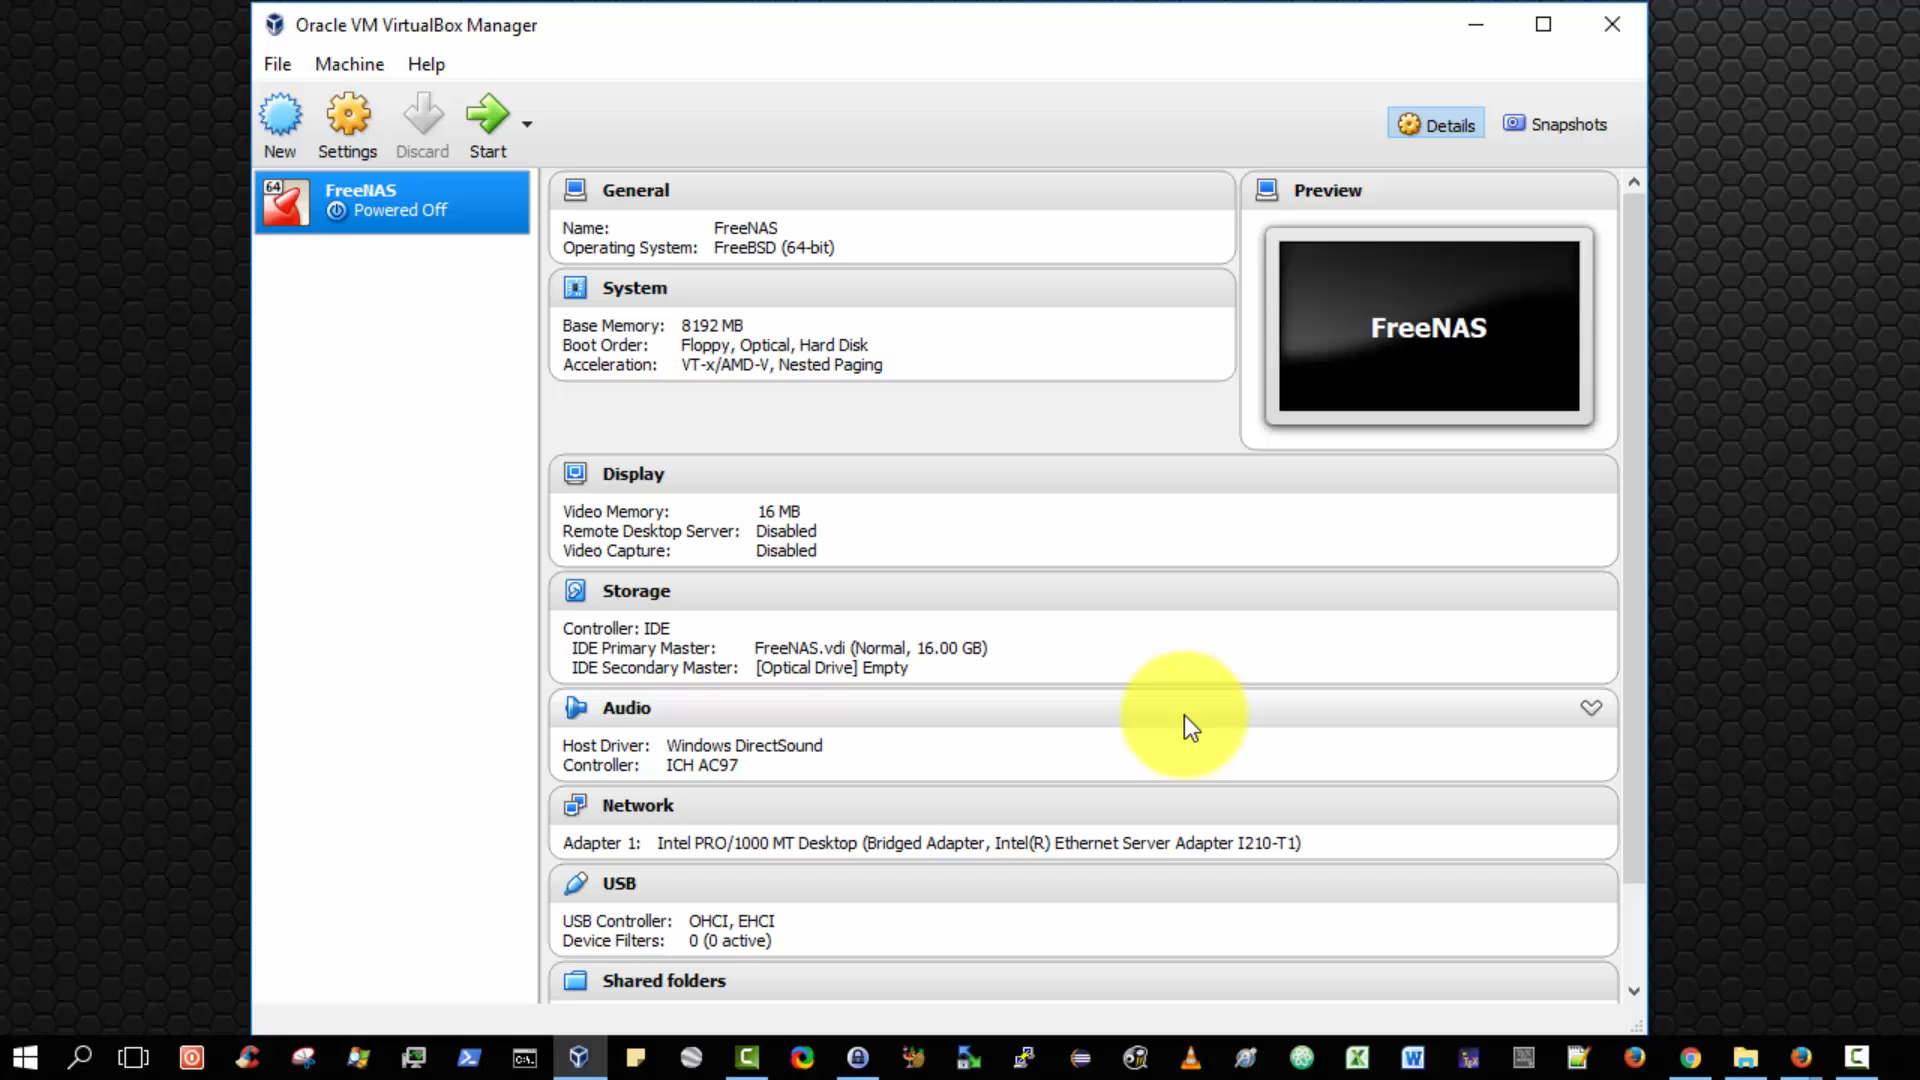 Oracle VM VirtualBox Manager
File Machine Help
New Settings Discard Start
Details Snapshots
64
FreeNAS
Powered Off
General
Name: FreeNAS
Operating System: FreeBSD (64-bit)
System
Base Memory: 8192 MB
Boot Order: Floppy, Optical, Hard Disk
Acceleration: VT-x/AMD-V, Nested Paging
Preview
FreeNAS
Display
Video Memory: 16 MB
Remote Desktop Server: Disabled
Video Capture: Disabled
Storage
Controller: IDE
IDE Primary Master: FreeNAS.vdi (Normal, 16.00 GB)
IDE Secondary Master: [Optical Drive] Empty
Audio
Host Driver: Windows DirectSound
Controller: ICH AC97
Network
Adapter 1: Intel PRO/1000 MT Desktop (Bridged Adapter, Intel(R) Ethernet Server Adapter I210-T1)
USB
USB Controller: OHCI, EHCI
Device Filters: 0 (0 active)
Shared folders